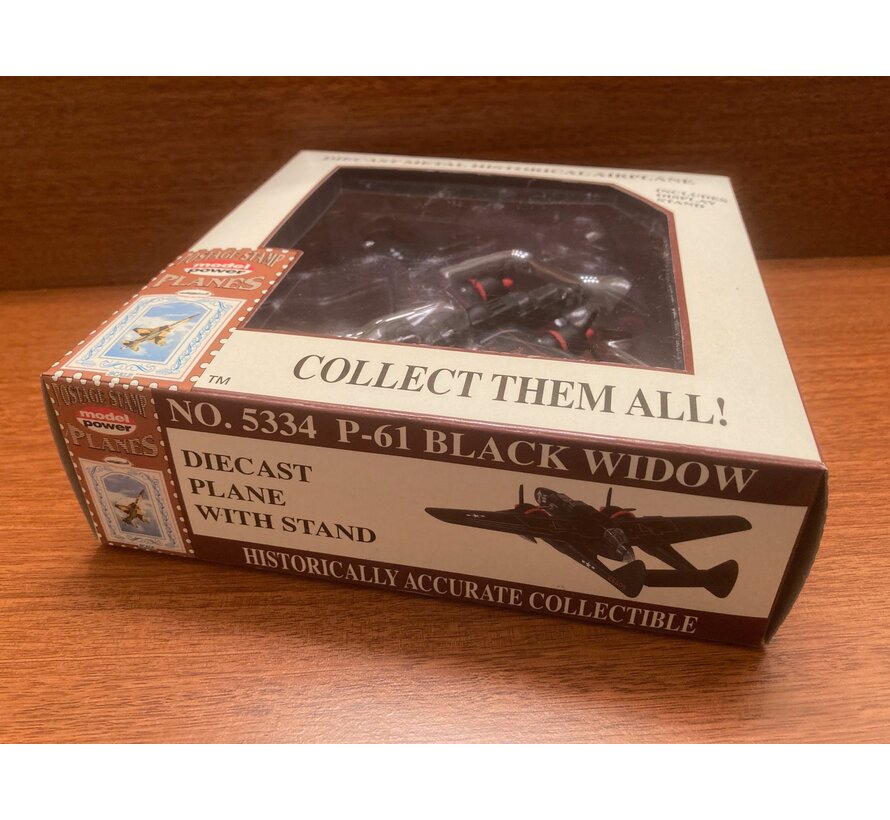 DIECAST METAL HISTORICAL AIRPLANE
INCLUDES
DISPLAY
STAND
POSTAGE STAMP
model
power
PLANES
TM
COLLECT THEM ALL!
POSTAGE STAMP
model
power
PLANES
NO. 5334 P-61 BLACK WIDOW
DIECAST
PLANE
WITH STAND
HISTORICALLY ACCURATE COLLECTIBLE